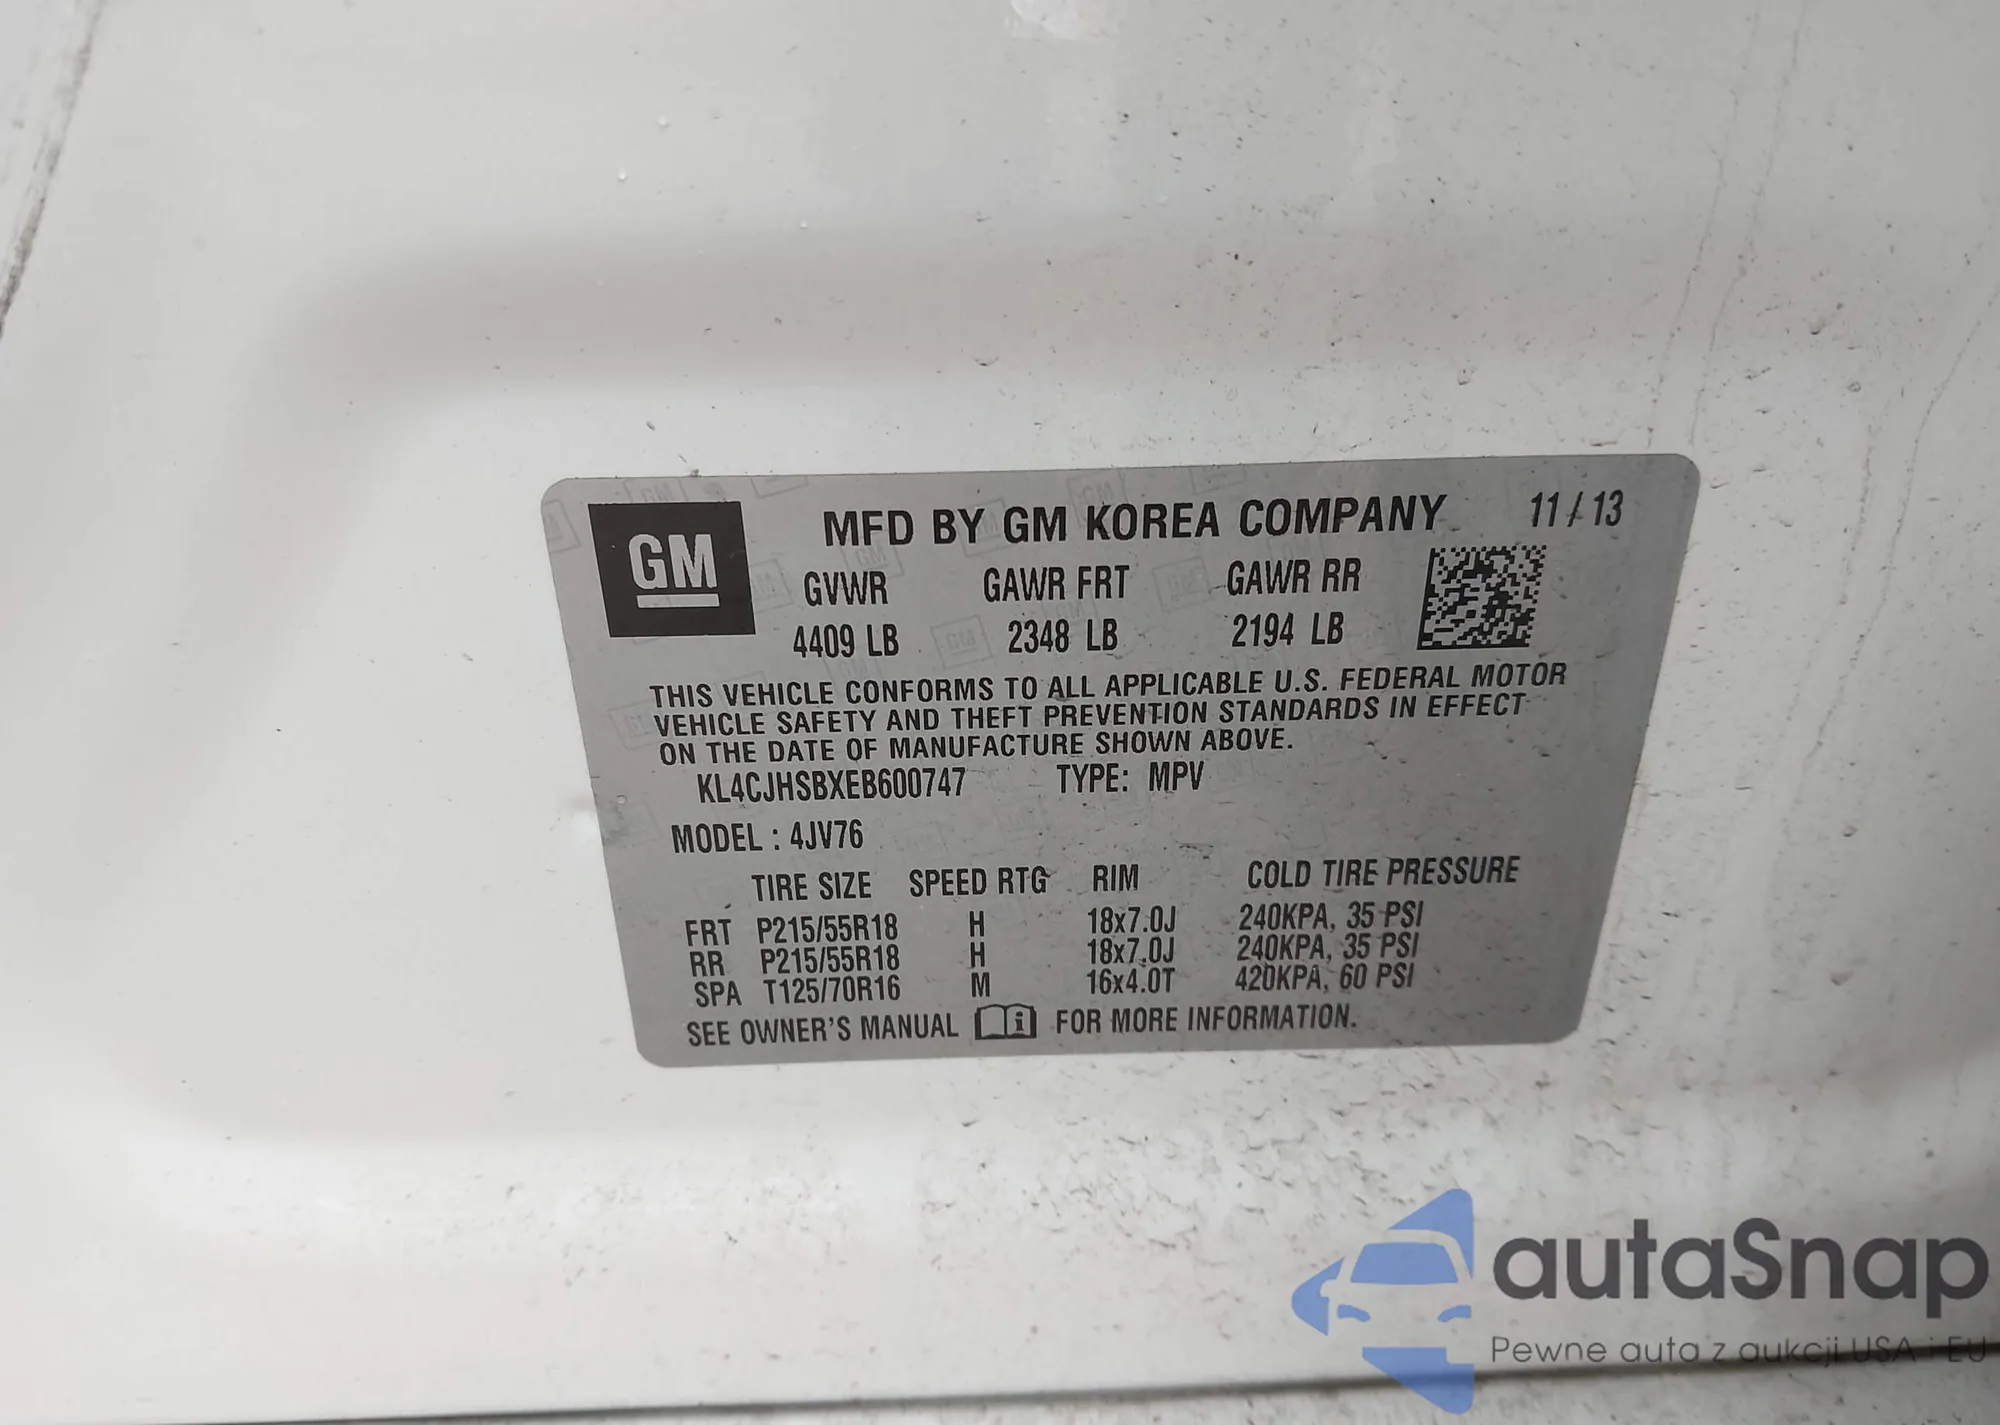 GM
MFD BY GM KOREA COMPANY 11/13
GVWR GAWR FRT GAWR RR
4409 LB 2348 LB 2194 LB
THIS VEHICLE CONFORMS TO ALL APPLICABLE U.S. FEDERAL MOTOR
VEHICLE SAFETY AND THEFT PREVENTION STANDARDS IN EFFECT
ON THE DATE OF MANUFACTURE SHOWN ABOVE.
KL4CJHSBXEB600747 TYPE: MPV
MODEL : 4JV76
TIRE SIZE SPEED RTG RIM COLD TIRE PRESSURE
FRT P215/55R18 H 18x7.0J 240KPA, 35 PSI
RR P215/55R18 H 18x7.0J 240KPA, 35 PSI
SPA T125/70R16 M 16x4.0T 420KPA, 60 PSI
SEE OWNER'S MANUAL i FOR MORE INFORMATION.
autaSnap
Pewne auta z aukcji USA i EU